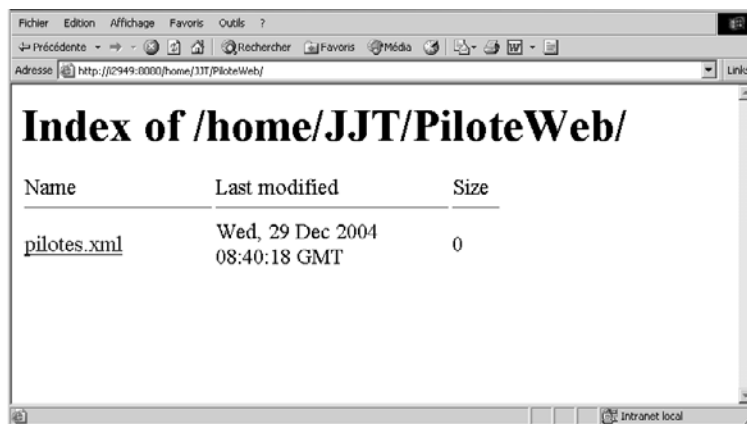 Fichier Edition Affichage Favoris Outils ?
Précédente Rechercher Favoris Média
Adresse http://i2949:8080/home/JJT/PiloteWeb/ Links
Index of /home/JJT/PiloteWeb/
Name Last modified Size
pilotes.xml Wed, 29 Dec 2004 08:40:18 GMT 0
Intranet local